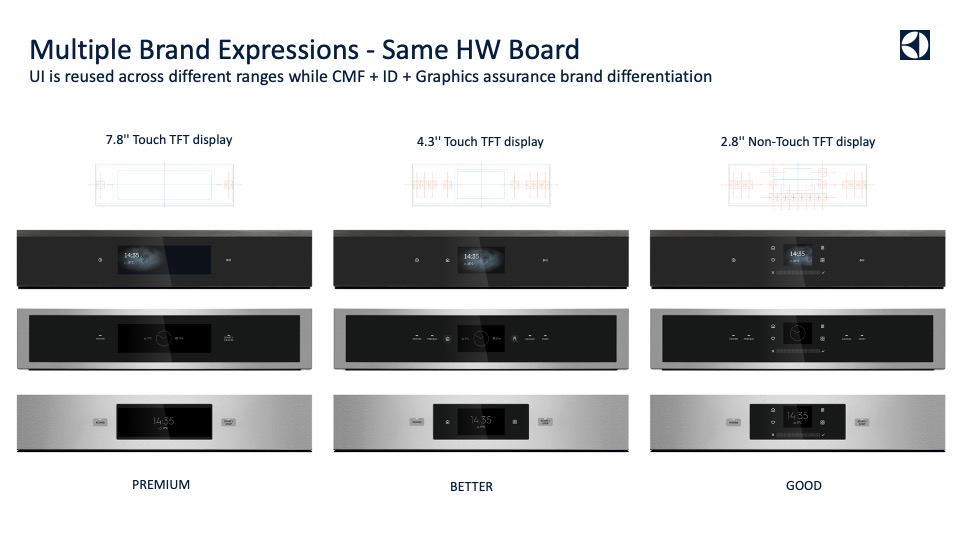 Multiple Brand Expressions - Same HW Board
UI is reused across different ranges while CMF + ID + Graphics assurance brand differentiation
7.8'' Touch TFT display
4.3'' Touch TFT display
2.8'' Non-Touch TFT display
14:35
14:35
14:35
14:35
14:35
14:35
PREMIUM
BETTER
GOOD